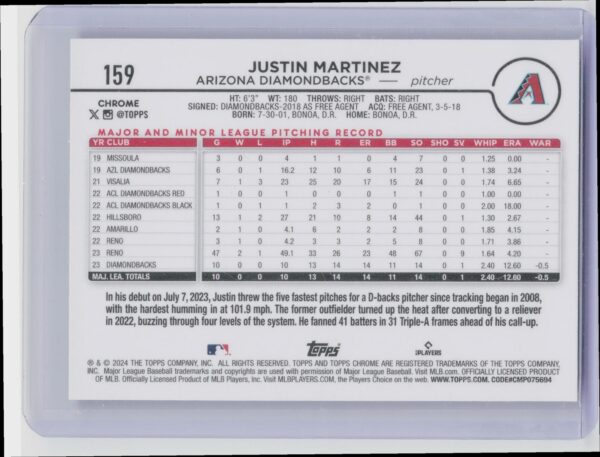 159
JUSTIN MARTINEZ
ARIZONA DIAMONDBACKS® — pitcher
CHROME
@TOPPS
HT: 6'3" WT: 180 THROWS: RIGHT BATS: RIGHT
SIGNED: DIAMONDBACKS-2018 AS FREE AGENT ACQ: FREE AGENT, 3-5-18
BORN: 7-30-01, BONOA, D.R. HOME: BONOA, D.R.
MAJOR AND MINOR LEAGUE PITCHING RECORD
YR CLUB G W L IP H R ER BB SO SHO SV WHIP ERA WAR
19 MISSOULA 3 0 0 4 1 1 0 4 7 0 0 1.25 0.00 -
19 AZL DIAMONDBACKS 6 0 1 16.2 12 10 6 11 23 0 1 1.38 3.24 -
21 VISALIA 7 1 3 23 25 20 17 15 24 0 0 1.74 6.65 -
22 ACL DIAMONDBACKS RED 1 0 0 1 0 0 0 1 1 0 0 1.00 0.00 -
22 ACL DIAMONDBACKS BLACK 1 0 1 1 2 3 2 0 1 0 0 2.00 18.00 -
22 HILLSBORO 13 1 2 27 21 10 8 14 44 0 1 1.30 2.67 -
22 AMARILLO 2 1 0 4.1 6 2 2 2 8 0 0 1.85 4.15 -
22 RENO 3 1 0 4.2 3 3 2 5 8 0 0 1.71 3.86 -
23 RENO 47 2 1 49.1 33 26 23 48 67 0 9 1.64 4.20 -
23 DIAMONDBACKS 10 0 0 10 13 14 14 11 14 0 1 2.40 12.60 -0.5
MAJ. LEA. TOTALS 10 0 0 10 13 14 14 11 14 0 1 2.40 12.60 -0.5
In his debut on July 7, 2023, Justin threw the five fastest pitches for a D-backs pitcher since tracking began in 2008,
with the hardest humming in at 101.9 mph. The former outfielder turned up the heat after converting to a reliever
in 2022, buzzing through four levels of the system. He fanned 41 batters in 31 Triple-A frames ahead of his call-up.
Topps
PLAYERS
® & © 2024 THE TOPPS COMPANY, INC. ALL RIGHTS RESERVED. TOPPS AND TOPPS CHROME ARE REGISTERED TRADEMARKS OF THE TOPPS COMPANY,
INC. Major League Baseball trademarks and copyrights are used with permission of Major League Baseball. Visit MLB.com. OFFICIALLY LICENSED PRODUCT
OF MLB. Officially Licensed Product of MLB Players, Inc. Visit MLBPLAYERS.com, the Players Choice on the web. WWW.TOPPS.COM CODE#CMP075694